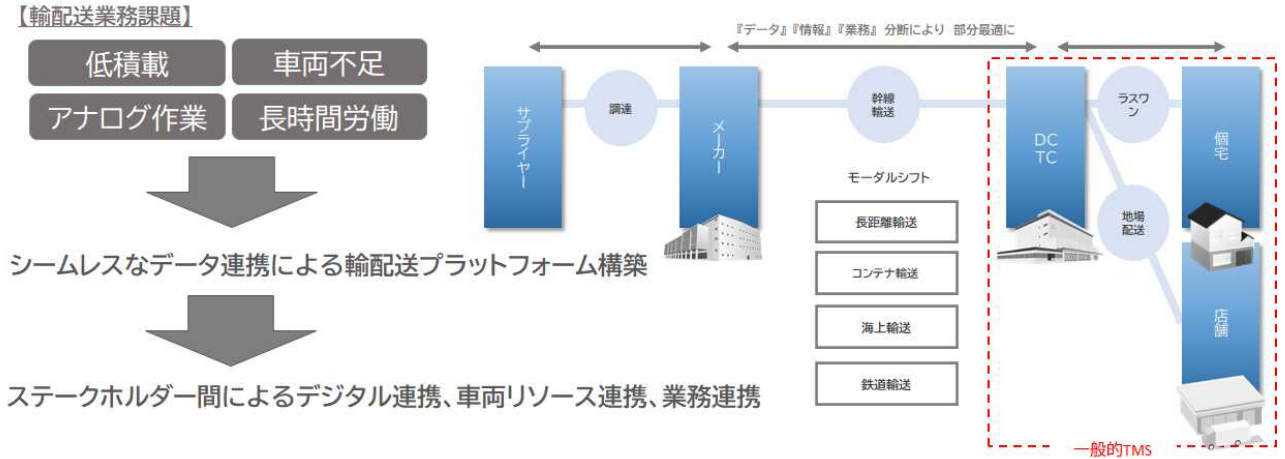 【輸配送業務課題】
低積載
車両不足
アナログ作業
長時間労働
シームレスなデータ連携による輸配送プラットフォーム構築
ステークホルダー間によるデジタル連携、車両リソース連携、業務連携
『データ』『情報』『業務』 分断により 部分最適に
サプライヤー
調達
メーカー
幹線
輸送
モーダルシフト
長距離輸送
コンテナ輸送
海上輸送
鉄道輸送
DC
TC
ラスワ
ン
地場
配送
個宅
店舗
一般的TMS